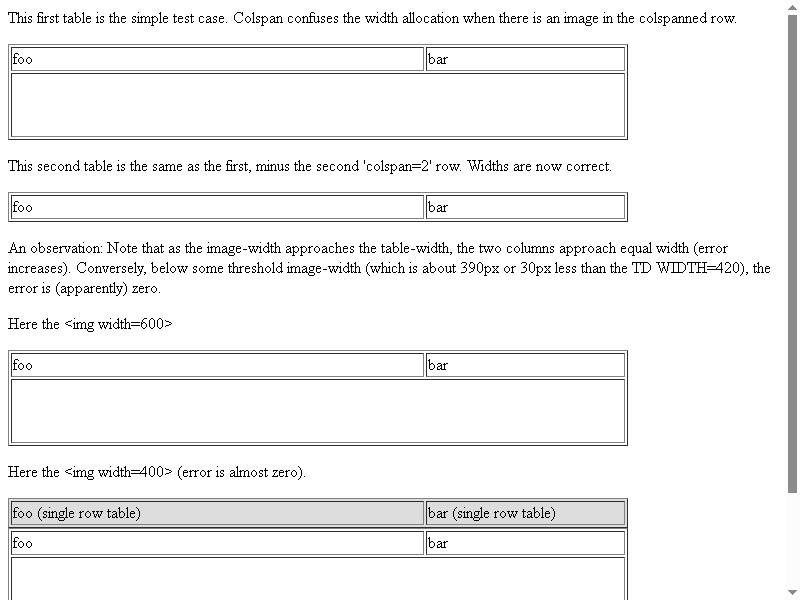 This first table is the simple test case. Colspan confuses the width allocation when there is an image in the colspanned row.
foo bar
This second table is the same as the first, minus the second 'colspan=2' row. Widths are now correct.
foo bar
An observation: Note that as the image-width approaches the table-width, the two columns approach equal width (error
increases). Conversely, below some threshold image-width (which is about 390px or 30px less than the TD WIDTH=420), the
error is (apparently) zero.
Here the <img width=600>
foo bar
Here the <img width=400> (error is almost zero).
foo (single row table) bar (single row table)
foo bar